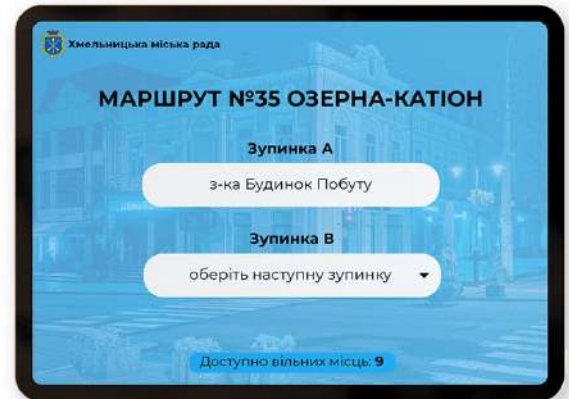 Хмельницька міська рада
МАРШРУТ №35 ОЗЕРНА-КАТІОН
Зупинка А
з-ка Будинок Побуту
Зупинка В
оберіть наступну зупинку
Доступно вільних місць: 9